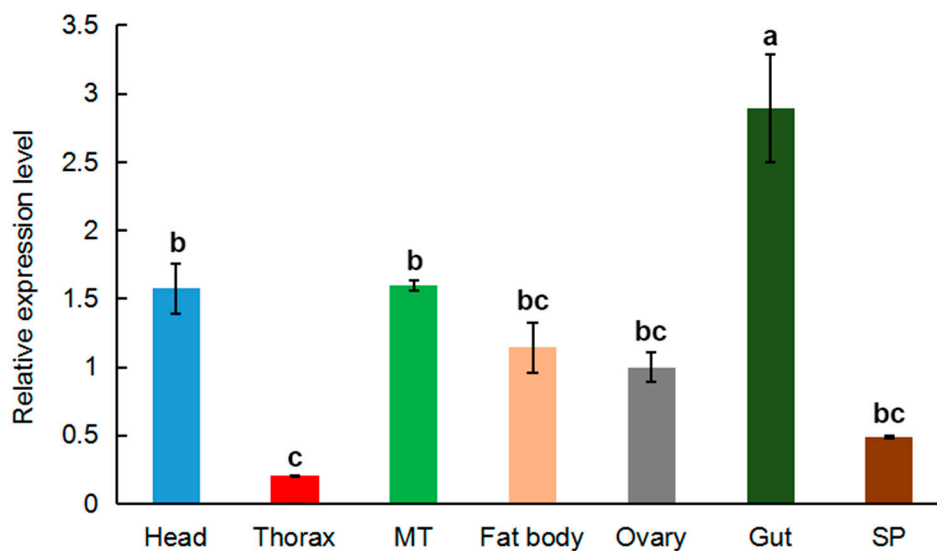 Relative expression level
3.5
3
2.5
2
1.5
1
0.5
0
b
c
b
bc
bc
a
bc
Head Thorax MT Fat body Ovary Gut SP